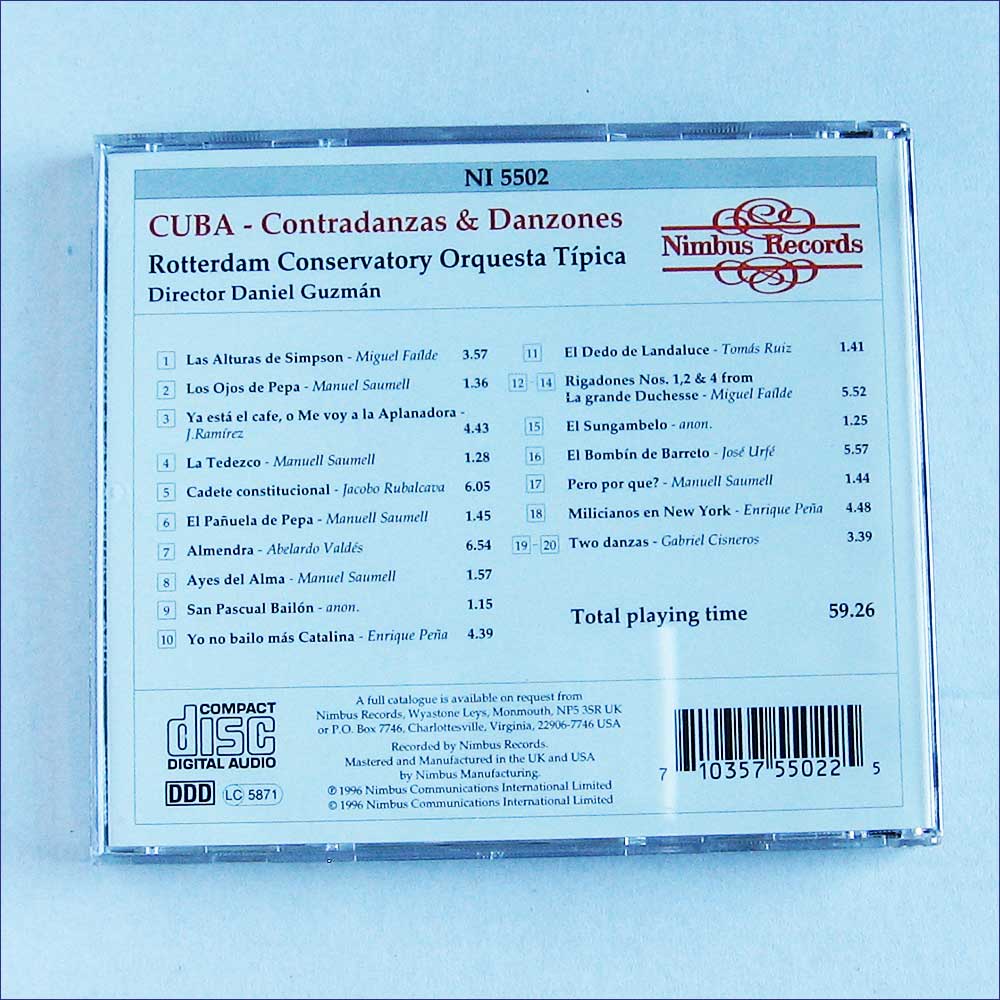 NI 5502
CUBA - Contradanzas & Danzones
Rotterdam Conservatory Orquesta Típica
Director Daniel Guzmán
Nimbus Records
1 Las Alturas de Simpson - Miguel Faílde 3.57
2 Los Ojos de Pepa - Manuel Saumell 1.36
3 Ya está el cafe, o Me voy a la Aplanadora -
J.Ramírez 4.43
4 La Tedezco - Manuell Saumell 1.28
5 Cadete constitucional - Jacobo Rubalcava 6.05
6 El Pañuela de Pepa - Manuell Saumell 1.45
7 Almendra - Abelardo Valdés 6.54
8 Ayes del Alma - Manuel Saumell 1.57
9 San Pascual Bailón - anon. 1.15
10 Yo no bailo más Catalina - Enrique Peña 4.39
11 El Dedo de Landaluce - Tomás Ruiz 1.41
12 - 14 Rigadones Nos. 1,2 & 4 from
La grande Duchesse - Miguel Faílde 5.52
15 El Sungambelo - anon. 1.25
16 El Bombín de Barreto - José Urfé 5.57
17 Pero por que? - Manuell Saumell 1.44
18 Milicianos en New York - Enrique Peña 4.48
19 - 20 Two danzas - Gabriel Cisneros 3.39
Total playing time 59.26
COMPACT
disc
DIGITAL AUDIO
DDD LC 5871
A full catalogue is available on request from
Nimbus Records, Wyastone Leys, Monmouth, NP5 3SR UK
or P.O. Box 7746, Charlottesville, Virginia, 22906-7746 USA
Recorded by Nimbus Records.
Mastered and Manufactured in the UK and USA
by Nimbus Manufacturing.
℗ 1996 Nimbus Communications International Limited
© 1996 Nimbus Communications International Limited
7 10357 55022 5